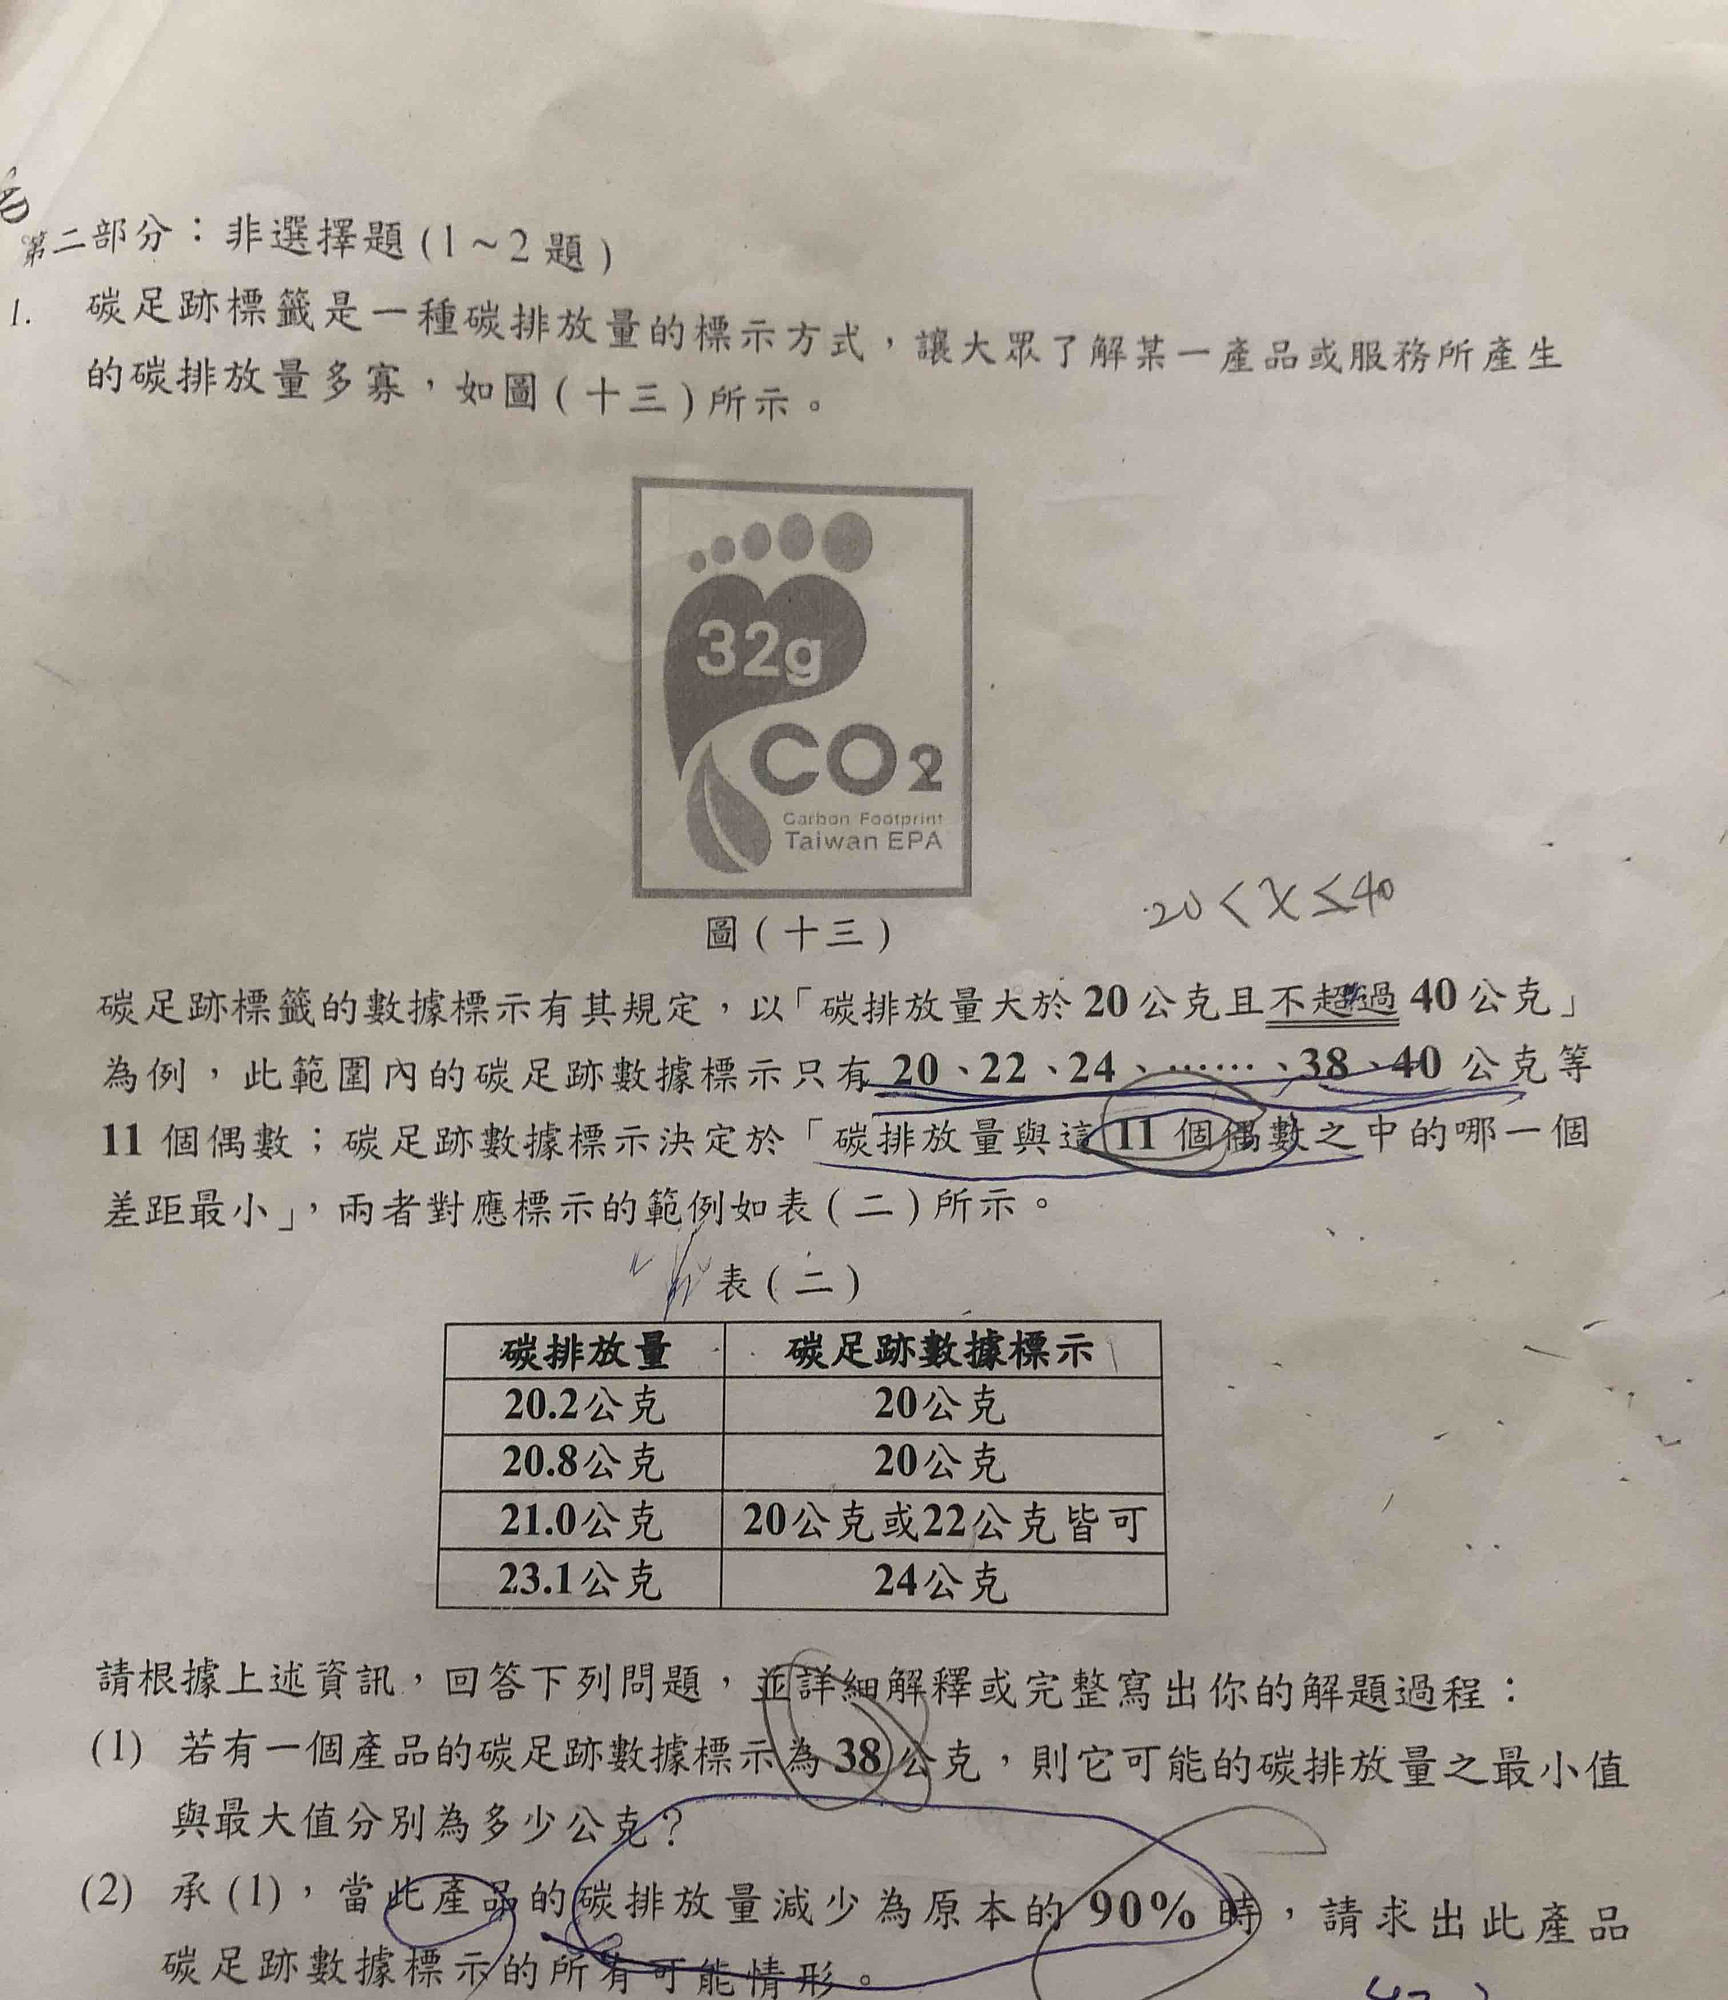 第二部分：非選擇題(1～2題)
1. 碳足跡標籤是一種碳排放量的標示方式，讓大眾了解某一產品或服務所產生
的碳排放量多寡，如圖(十三)所示。
32g
CO2
Carbon Footprint
Taiwan EPA
圖(十三)
20<x≤40
碳足跡標籤的數據標示有其規定，以「碳排放量大於20公克且不超過40公克」
為例，此範圍內的碳足跡數據標示只有20、22、24、……、38、40公克等
11個偶數；碳足跡數據標示決定於「碳排放量與這11個偶數之中的哪一個
差距最小」，兩者對應標示的範例如表(二)所示。
表(二)
碳排放量 碳足跡數據標示
20.2公克 20公克
20.8公克 20公克
21.0公克 20公克或22公克皆可
23.1公克 24公克
請根據上述資訊，回答下列問題，並詳細解釋或完整寫出你的解題過程：
(1) 若有一個產品的碳足跡數據標示為38公克，則它可能的碳排放量之最小值
與最大值分別為多少公克？
(2) 承(1)，當此產品的碳排放量減少為原本的90%時，請求出此產品
碳足跡數據標示的所有可能情形。